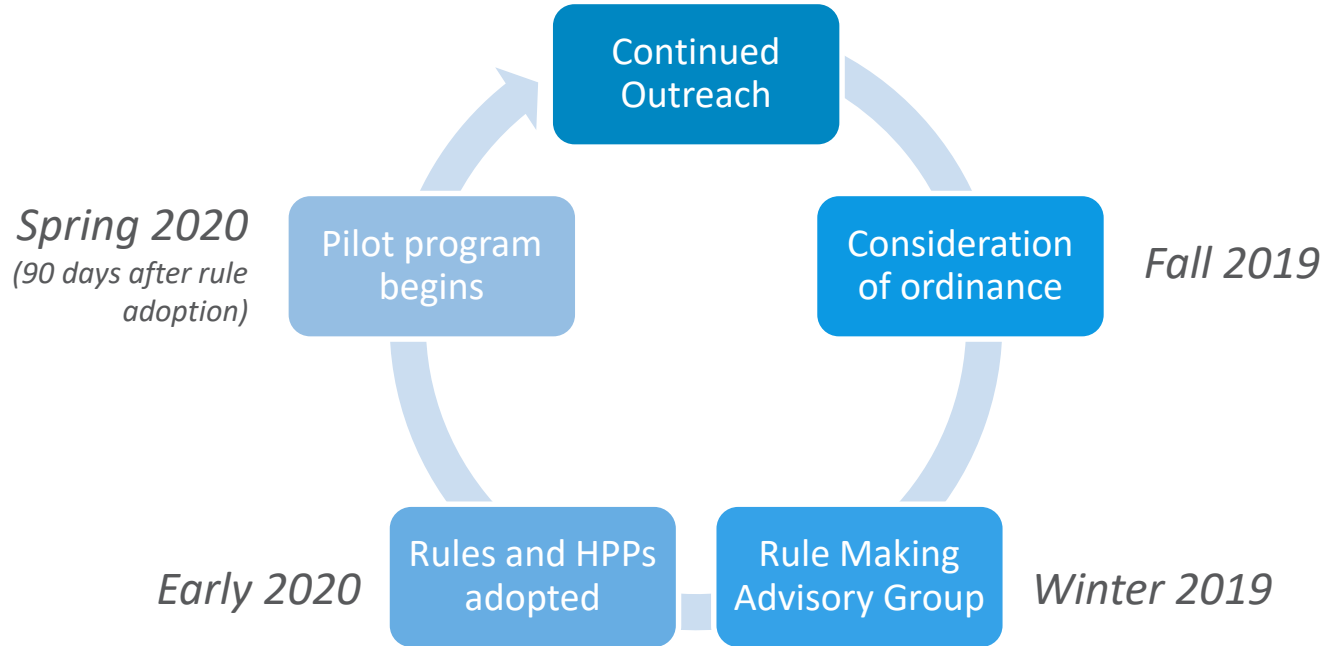 Continued
Outreach
Consideration
of ordinance
Fall 2019
Rule Making
Advisory Group
Winter 2019
Rules and HPPs
adopted
Early 2020
Pilot program
begins
Spring 2020
(90 days after rule
adoption)